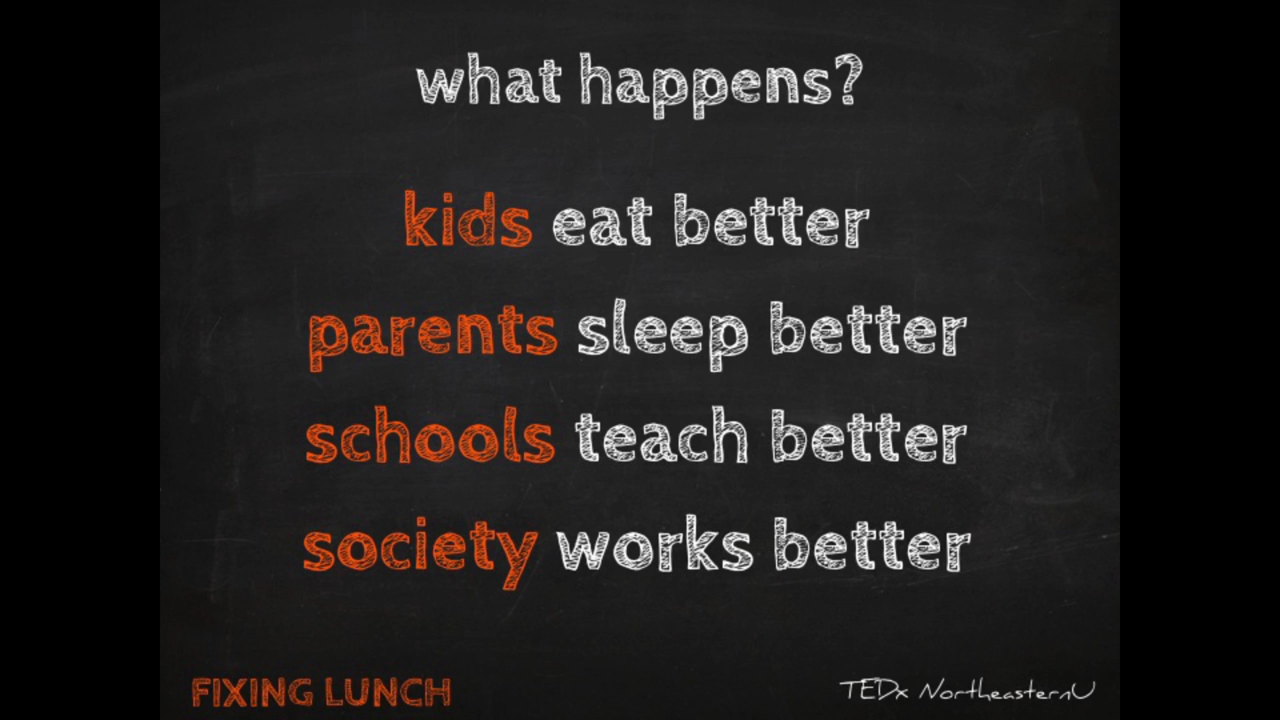 what happens?
kids eat better
parents sleep better
schools teach better
society works better
FIXING LUNCH
TEDx NortheasternU